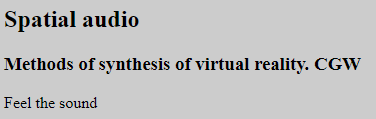 Spatial audio
Methods of synthesis of virtual reality. CGW
Feel the sound